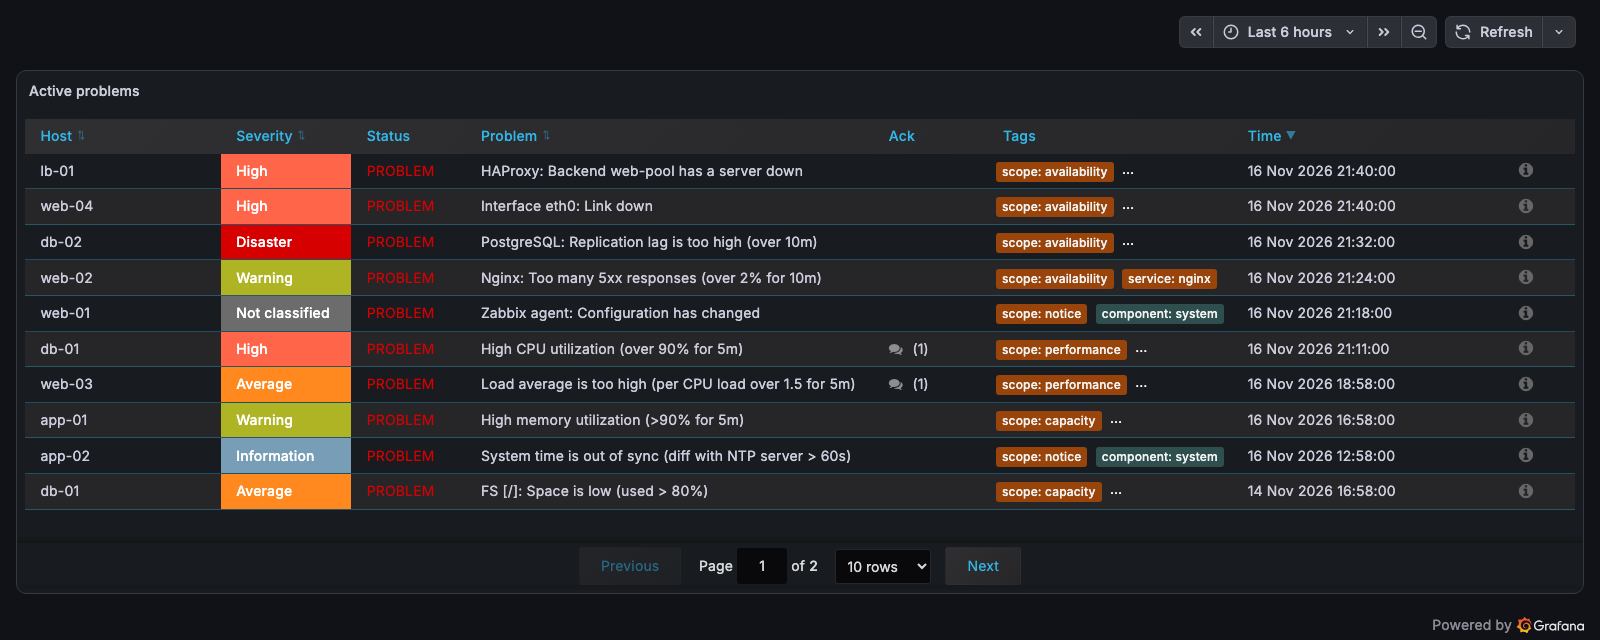 Last 6 hours Refresh
Active problems
Host Severity Status Problem Ack Tags Time
lb-01 High PROBLEM HAProxy: Backend web-pool has a server down scope: availability ... 16 Nov 2026 21:40:00
web-04 High PROBLEM Interface eth0: Link down scope: availability ... 16 Nov 2026 21:40:00
db-02 Disaster PROBLEM PostgreSQL: Replication lag is too high (over 10m) scope: availability ... 16 Nov 2026 21:32:00
web-02 Warning PROBLEM Nginx: Too many 5xx responses (over 2% for 10m) scope: availability service: nginx 16 Nov 2026 21:24:00
web-01 Not classified PROBLEM Zabbix agent: Configuration has changed scope: notice component: system 16 Nov 2026 21:18:00
db-01 High PROBLEM High CPU utilization (over 90% for 5m) (1) scope: performance ... 16 Nov 2026 21:11:00
web-03 Average PROBLEM Load average is too high (per CPU load over 1.5 for 5m) (1) scope: performance ... 16 Nov 2026 18:58:00
app-01 Warning PROBLEM High memory utilization (>90% for 5m) scope: capacity ... 16 Nov 2026 16:58:00
app-02 Information PROBLEM System time is out of sync (diff with NTP server > 60s) scope: notice component: system 16 Nov 2026 12:58:00
db-01 Average PROBLEM FS [/]: Space is low (used > 80%) scope: capacity ... 14 Nov 2026 16:58:00
Previous Page 1 of 2 10 rows Next
Powered by Grafana